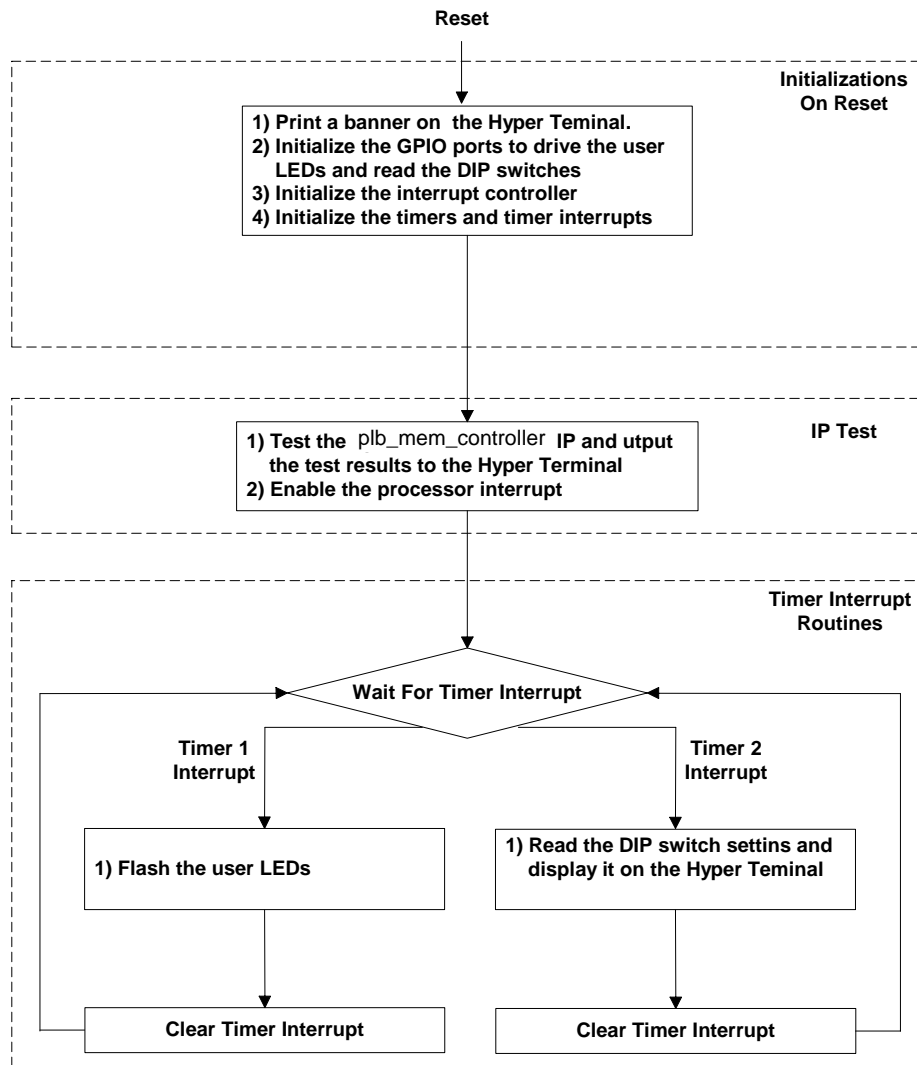 Reset
Initializations
On Reset
1) Print a banner on the Hyper Teminal.
2) Initialize the GPIO ports to drive the user
LEDs and read the DIP switches
3) Initialize the interrupt controller
4) Initialize the timers and timer interrupts
IP Test
1) Test the plb_mem_controller IP and utput
the test results to the Hyper Terminal
2) Enable the processor interrupt
Timer Interrupt
Routines
Wait For Timer Interrupt
Timer 1
Interrupt
Timer 2
Interrupt
1) Flash the user LEDs
1) Read the DIP switch settins and
display it on the Hyper Teminal
Clear Timer Interrupt
Clear Timer Interrupt